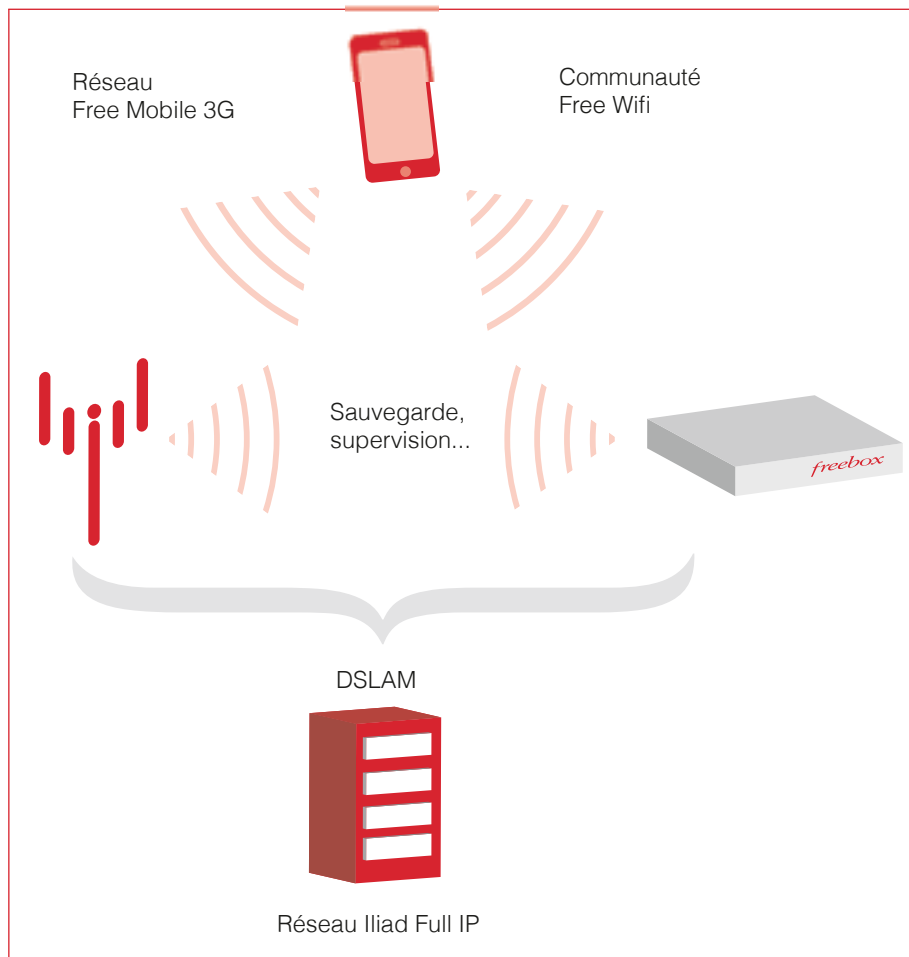 Réseau
Free Mobile 3G
Communauté
Free Wifi
Sauvegarde,
supervision...
freebox
DSLAM
Réseau Iliad Full IP